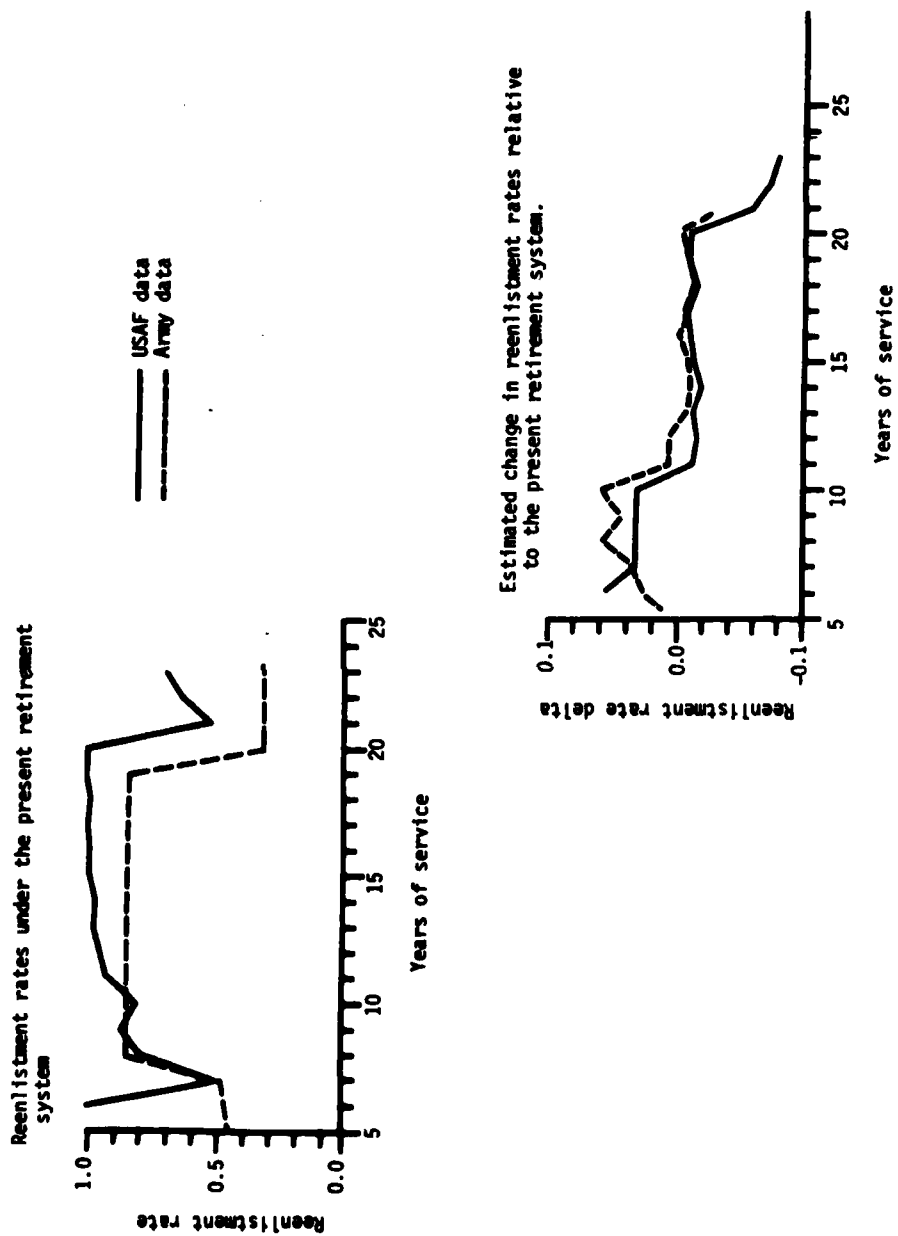 Reenlistment rates under the present retirement
system
Reenlistment rate
1.0
0.5
0.0
5
10
15
20
25
Years of service
USAF data
Army data
Estimated change in reenlistment rates relative
to the present retirement system.
Reenlistment rate delta
0.1
0.0
-0.1
5
10
15
20
25
Years of service